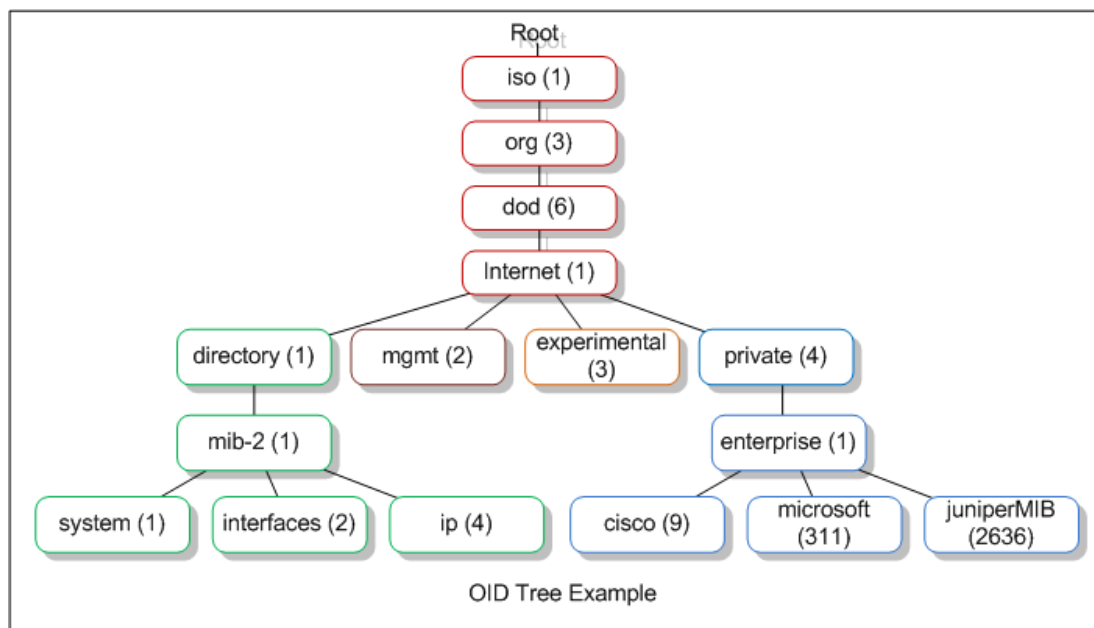 Root
iso (1)
org (3)
dod (6)
Internet (1)
directory (1)
mgmt (2)
experimental
(3)
private (4)
mib-2 (1)
enterprise (1)
system (1)
interfaces (2)
ip (4)
cisco (9)
microsoft
(311)
juniperMIB
(2636)
OID Tree Example